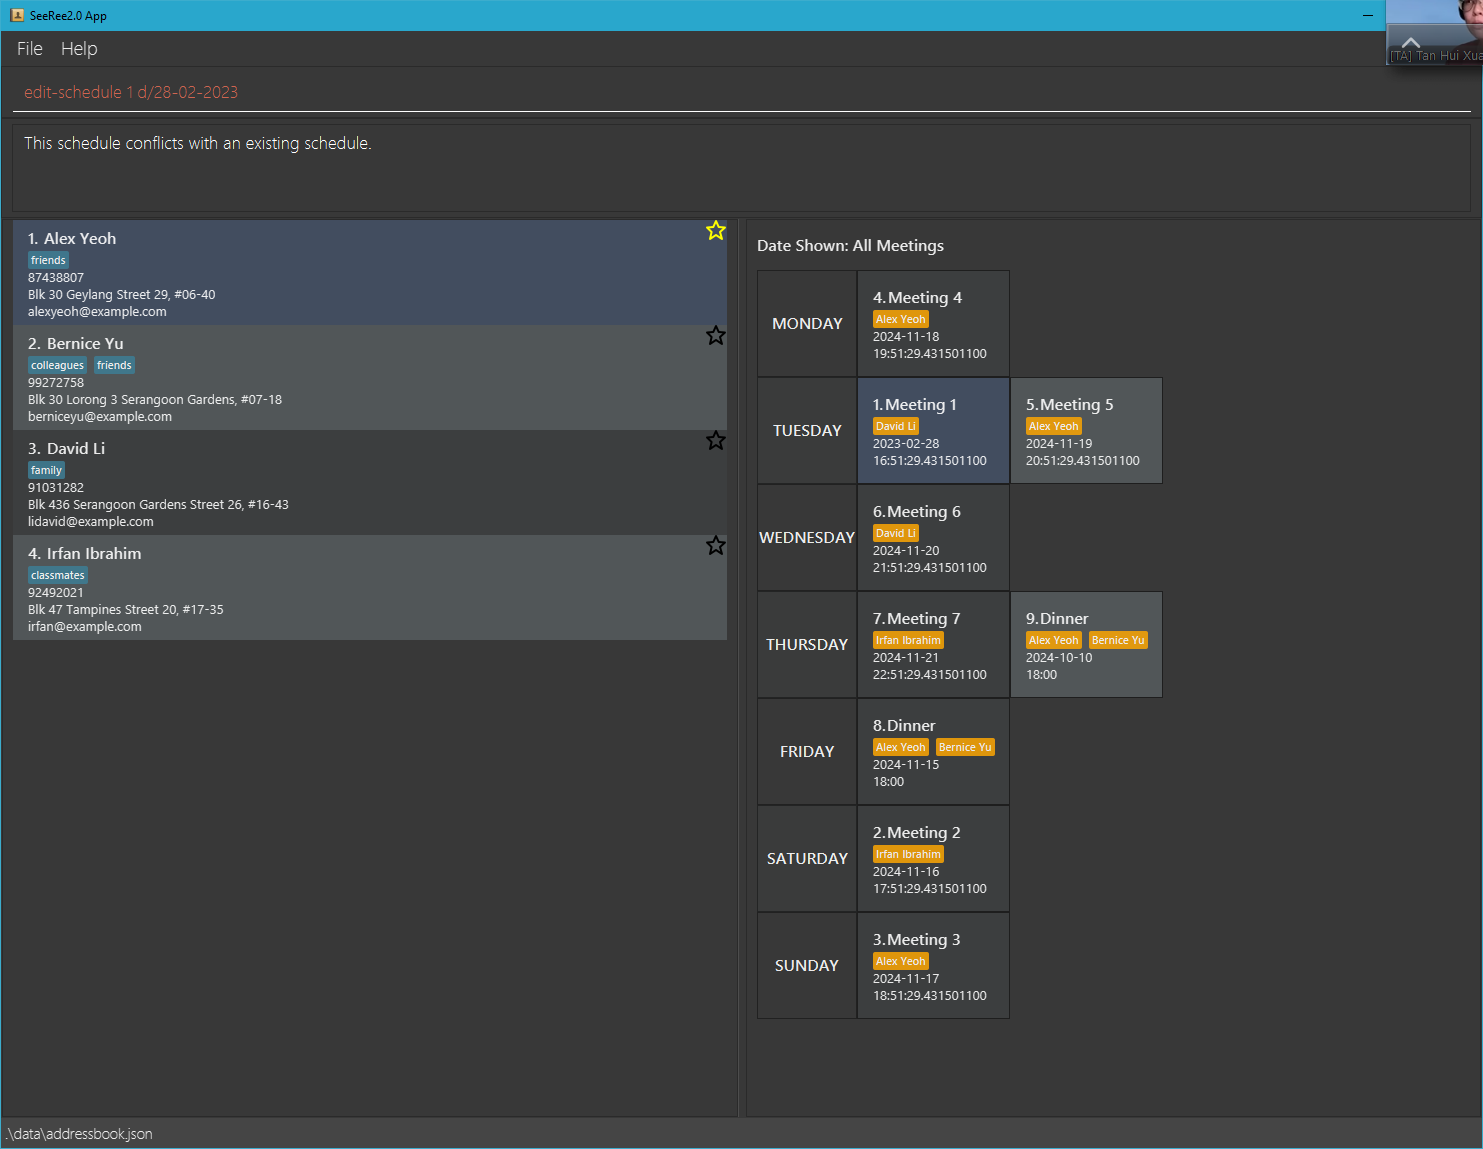 SeeRee2.0 App
[TA] Tan Hui Xua
File Help
edit-schedule 1 d/28-02-2023
This schedule conflicts with an existing schedule.
1. Alex Yeoh
friends
87438807
Blk 30 Geylang Street 29, #06-40
alexyeoh@example.com
2. Bernice Yu
colleagues friends
99272758
Blk 30 Lorong 3 Serangoon Gardens, #07-18
berniceyu@example.com
3. David Li
family
91031282
Blk 436 Serangoon Gardens Street 26, #16-43
lidavid@example.com
4. Irfan Ibrahim
classmates
92492021
Blk 47 Tampines Street 20, #17-35
irfan@example.com
Date Shown: All Meetings
MONDAY
4.Meeting 4
Alex Yeoh
2024-11-18
19:51:29.431501100
TUESDAY
1.Meeting 1
David Li
2023-02-28
16:51:29.431501100
5.Meeting 5
Alex Yeoh
2024-11-19
20:51:29.431501100
WEDNESDAY
6.Meeting 6
David Li
2024-11-20
21:51:29.431501100
THURSDAY
7.Meeting 7
Irfan Ibrahim
2024-11-21
22:51:29.431501100
9.Dinner
Alex Yeoh Bernice Yu
2024-10-10
18:00
FRIDAY
8.Dinner
Alex Yeoh Bernice Yu
2024-11-15
18:00
SATURDAY
2.Meeting 2
Irfan Ibrahim
2024-11-16
17:51:29.431501100
SUNDAY
3.Meeting 3
Alex Yeoh
2024-11-17
18:51:29.431501100
.\data\addressbook.json